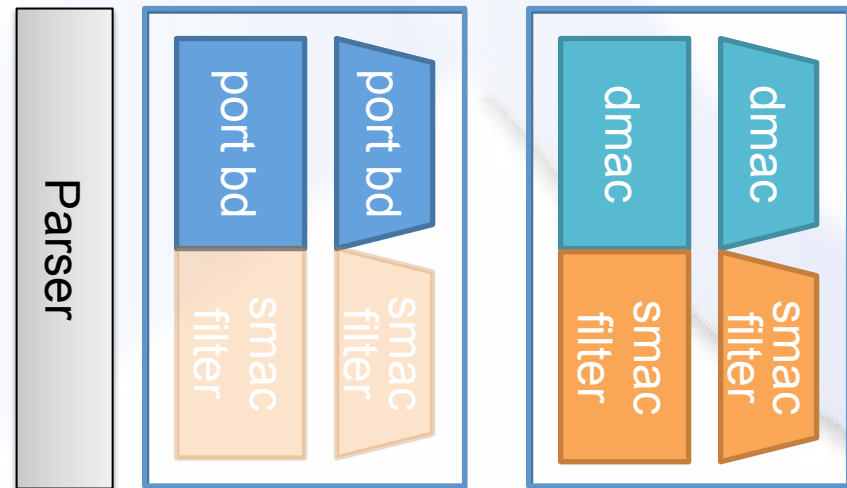 Parser
port bd
port bd
smac
filter
smac
filter
dmac
dmac
smac
filter
smac
filter